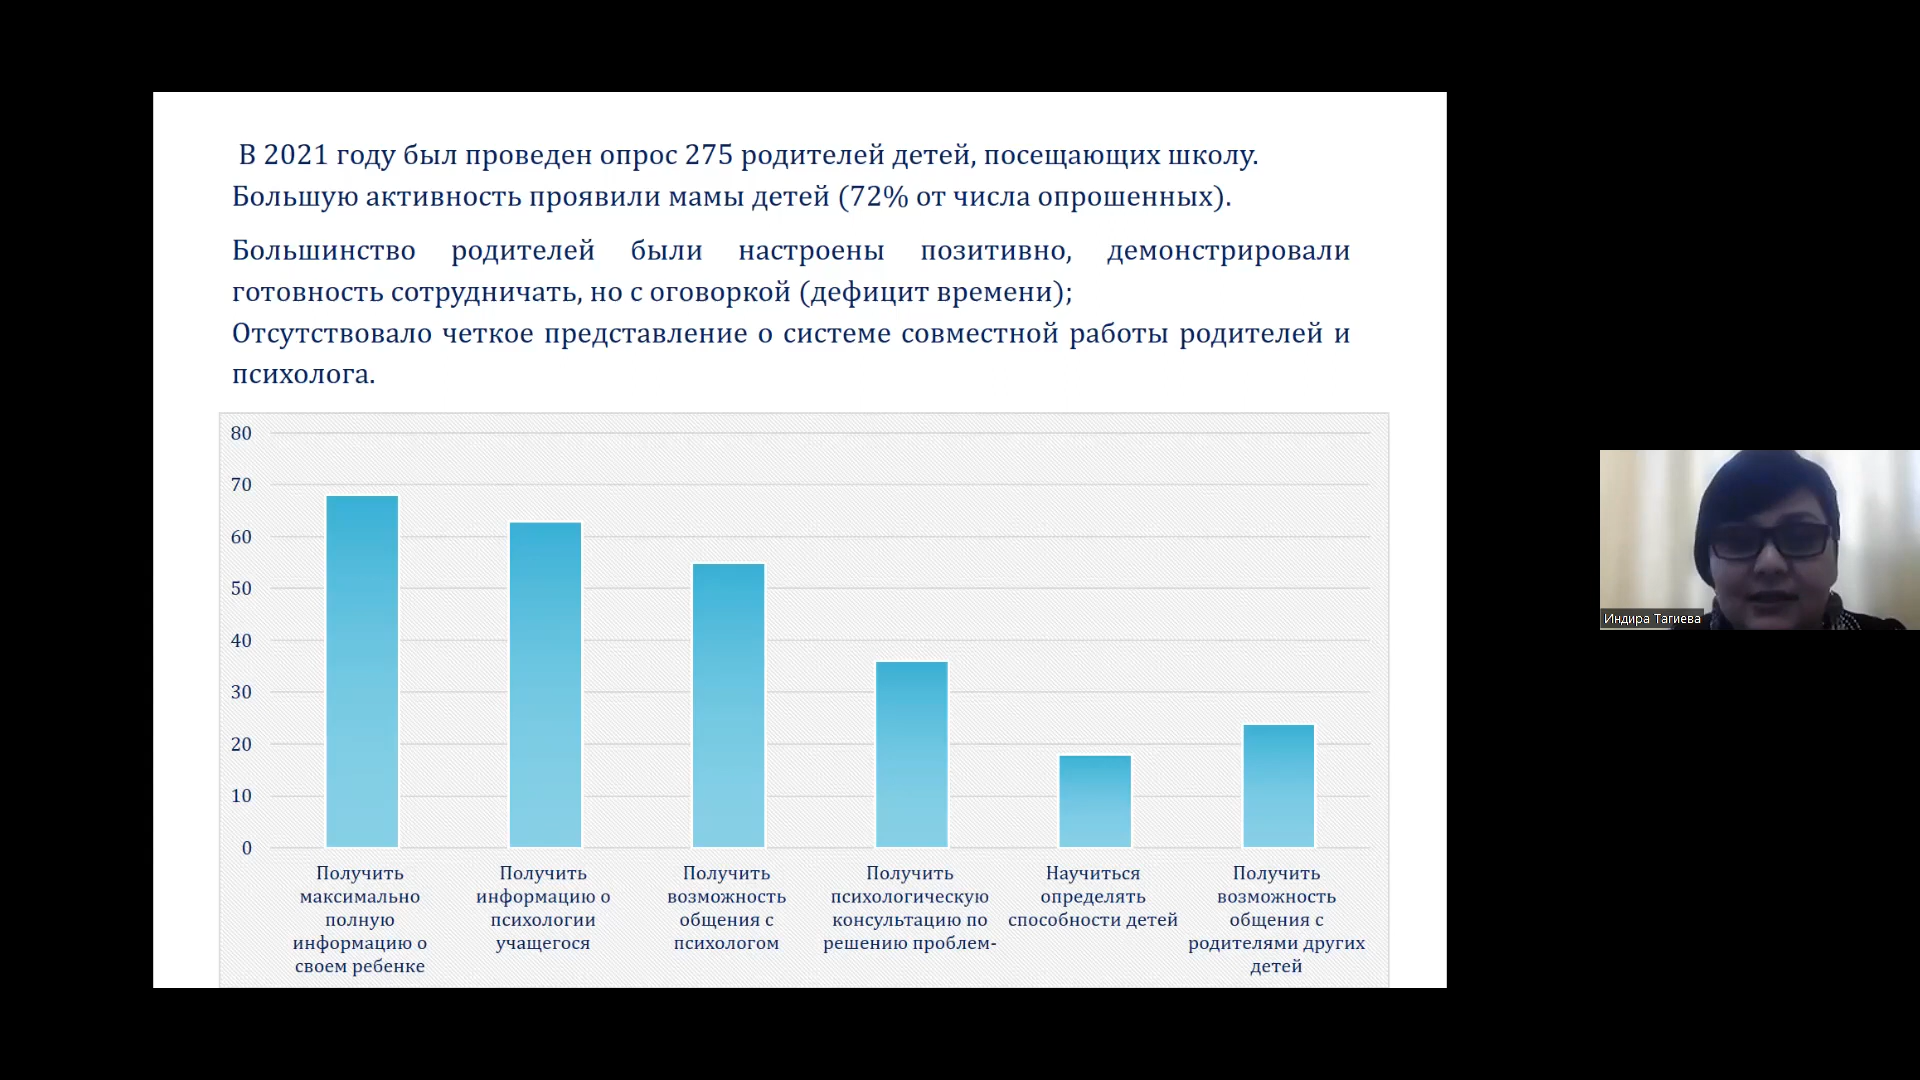 В 2021 году был проведен опрос 275 родителей детей, посещающих школу.
Большую активность проявили мамы детей (72% от числа опрошенных).
Большинство родителей были настроены позитивно, демонстрировали
готовность сотрудничать, но с оговоркой (дефицит времени);
Отсутствовало четкое представление о системе совместной работы родителей и
психолога.
80
70
60
50
40
30
20
10
0
Получить
максимально
полную
информацию о
своем ребенке
Получить
информацию о
психологии
учащегося
Получить
возможность
общения с
психологом
Получить
психологическую
консультацию по
решению проблем-
Научиться
определять
способности детей
Получить
возможность
общения с
родителями других
детей
Индира Тагиева